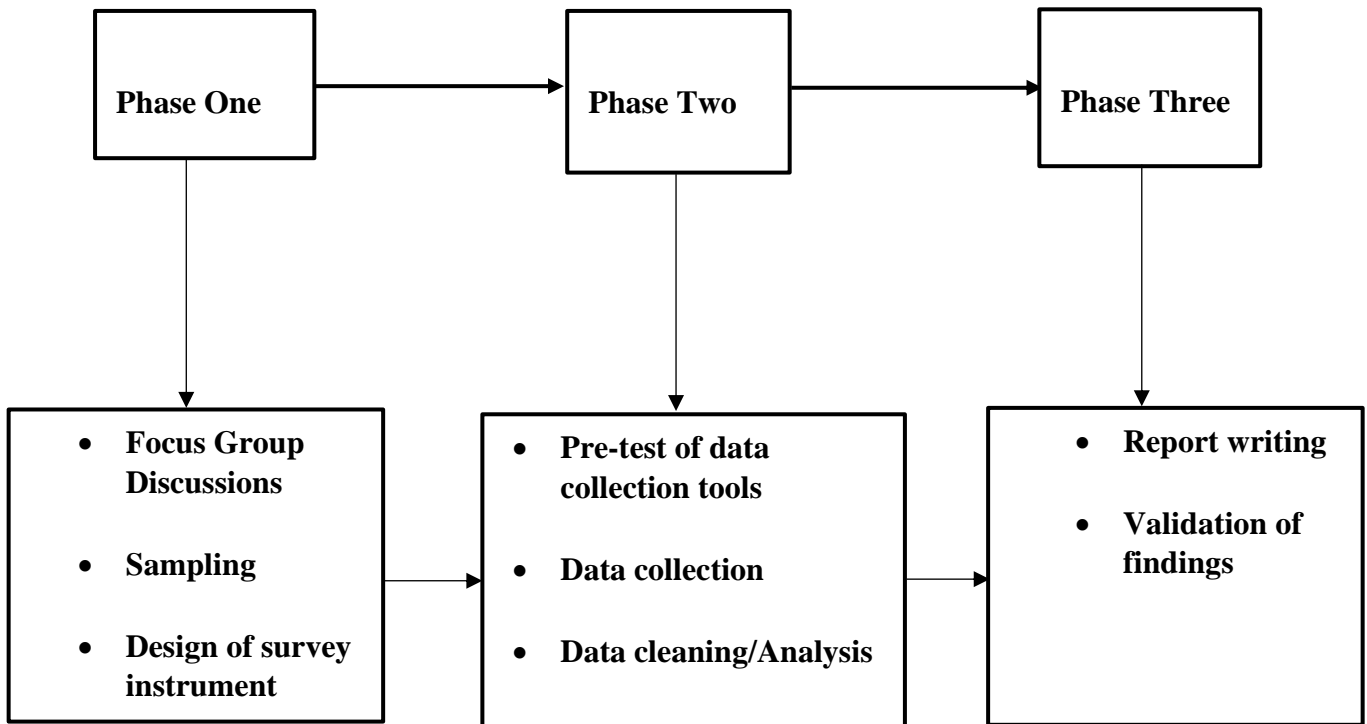 Phase One
Phase Two
Phase Three
• Focus Group
Discussions
• Sampling
• Design of survey
instrument
• Pre-test of data
collection tools
• Data collection
• Data cleaning/Analysis
• Report writing
• Validation of
findings